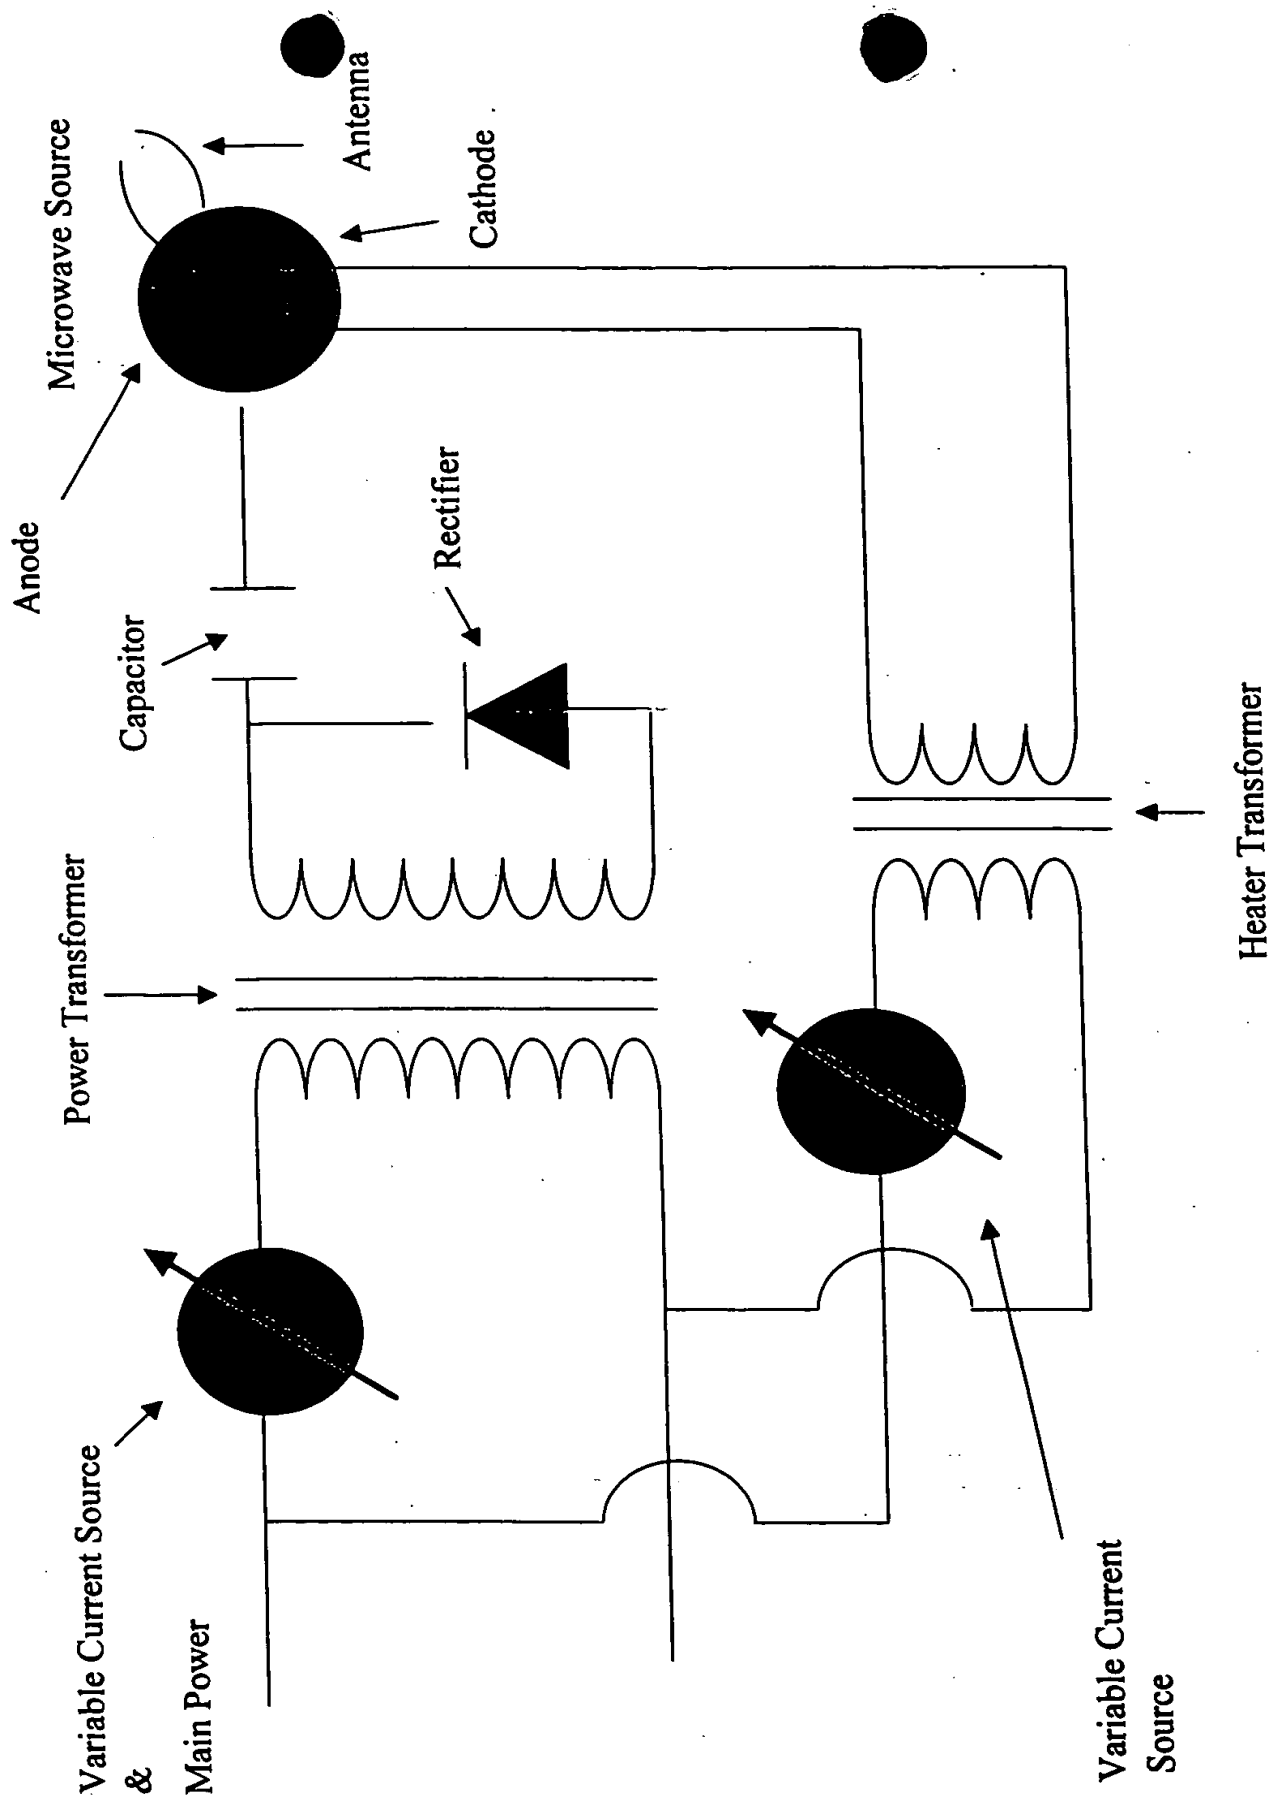 Variable Current Source
&
Main Power
Power Transformer
Capacitor
Anode
Microwave Source
Antenna
Cathode
Rectifier
Variable Current
Source
Heater Transformer